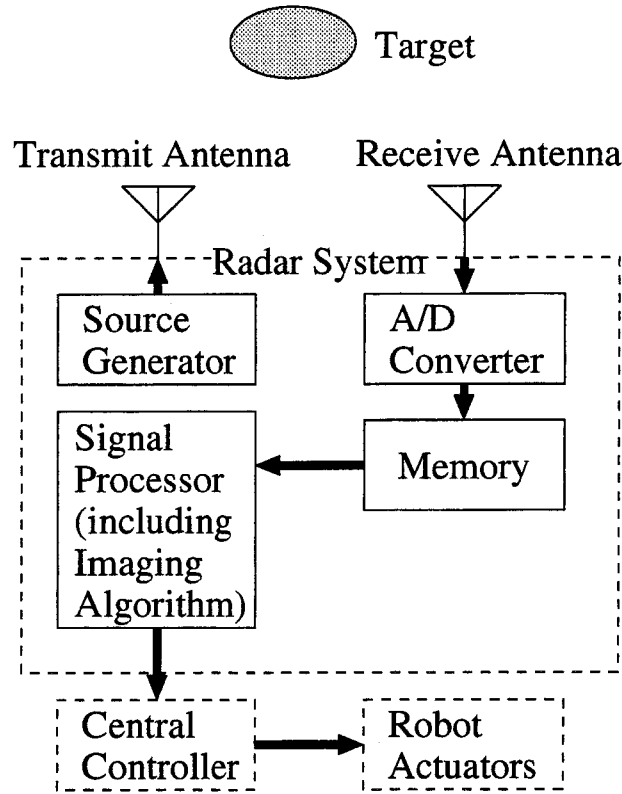 Target
Transmit Antenna
Receive Antenna
Radar System
Source
Generator
A/D
Converter
Signal
Processor
(including
Imaging
Algorithm)
Memory
Central
Controller
Robot
Actuators